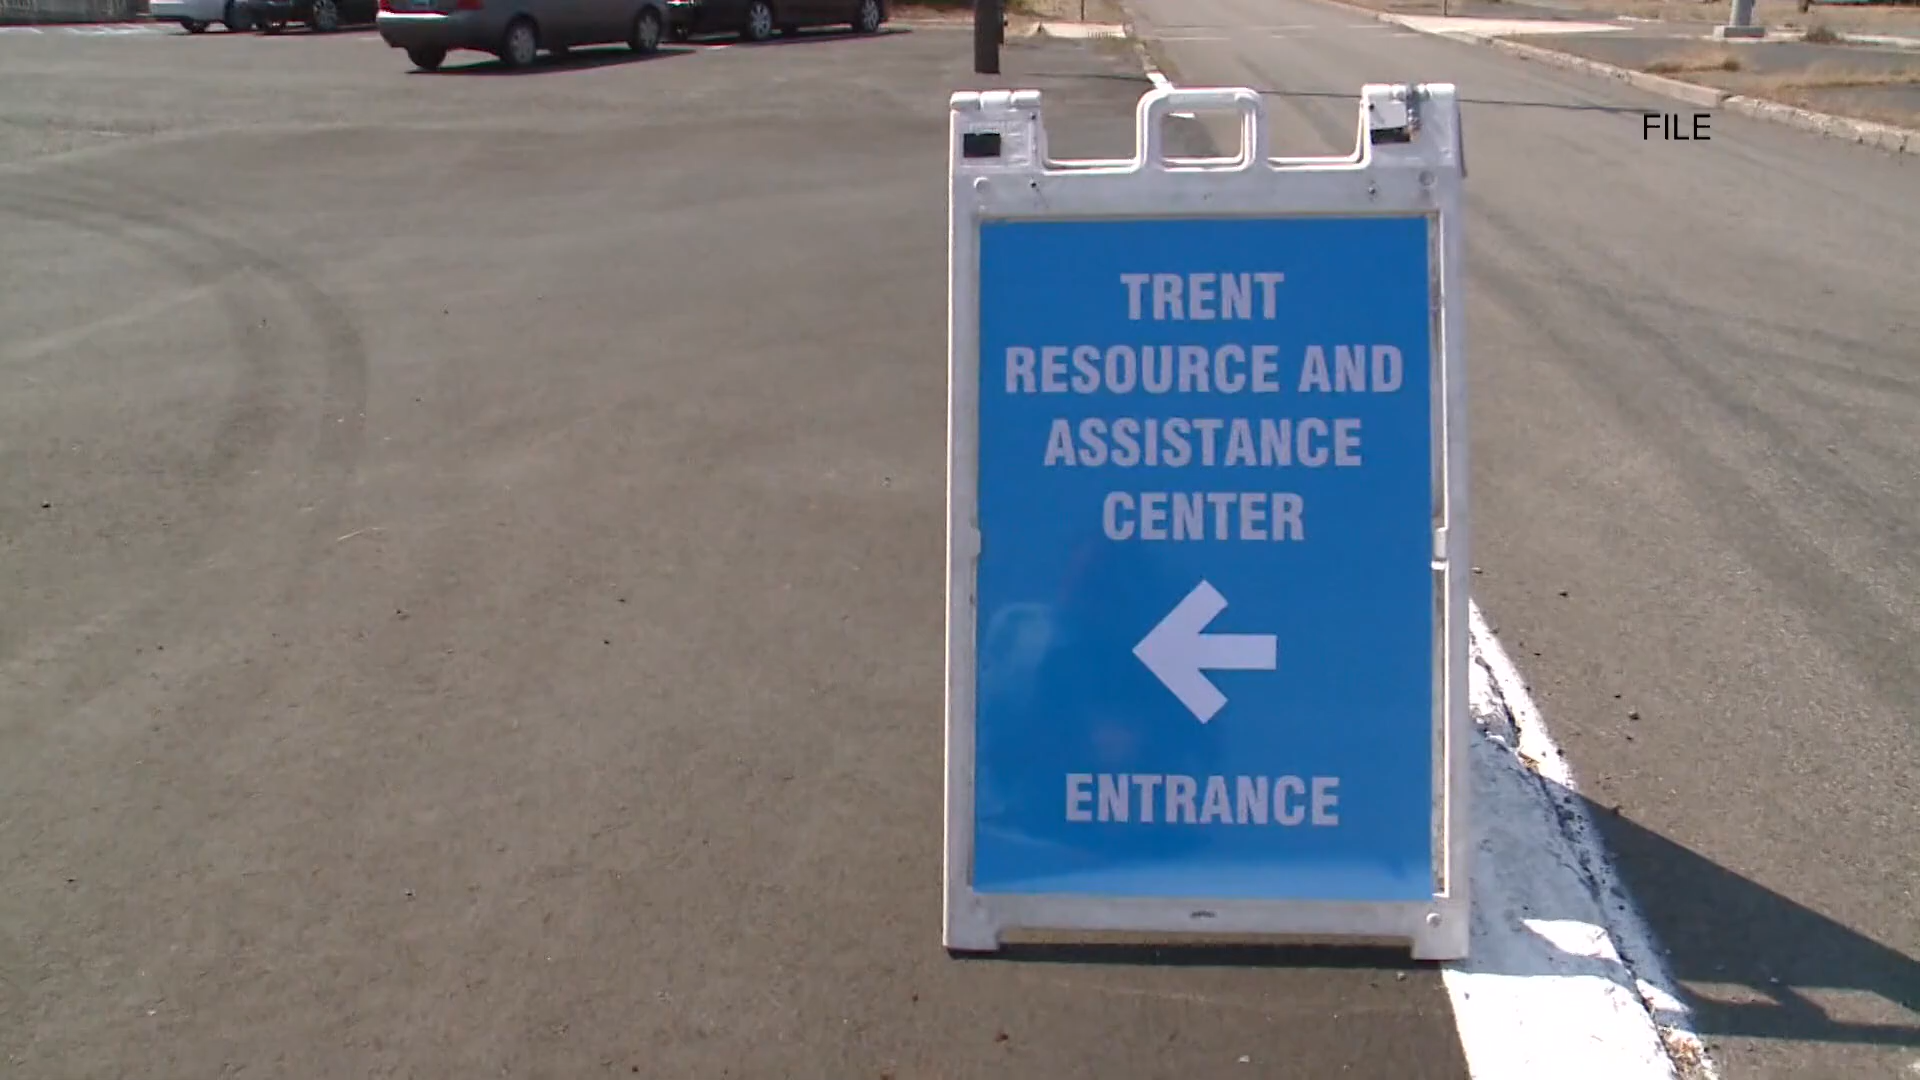 FILE
TRENT
RESOURCE AND
ASSISTANCE
CENTER
ENTRANCE